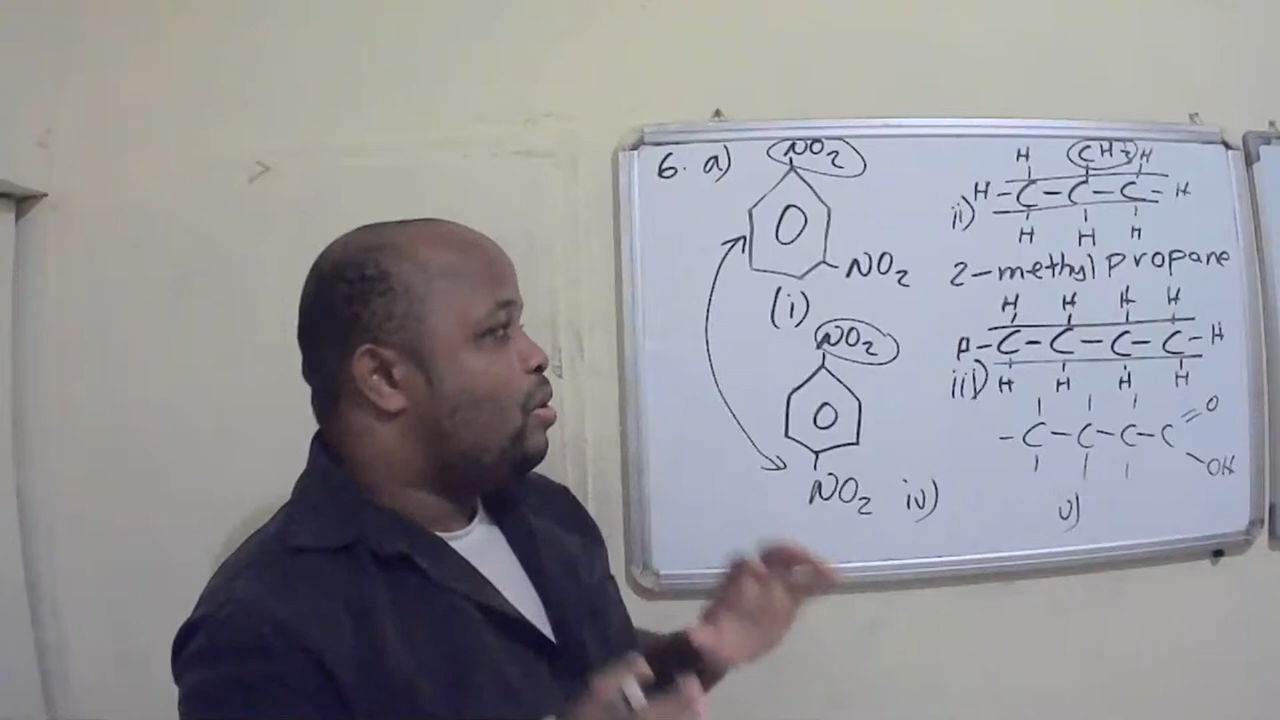 6. a)
NO2
O
NO2
(i)
NO2
O
NO2 iv)
H CH3 H
ii) H-C-C-C-H
H H H
2-methyl propane
H H H H
H-C-C-C-C-H
iii) H H H H
-C-C-C-C=O
OH
v)